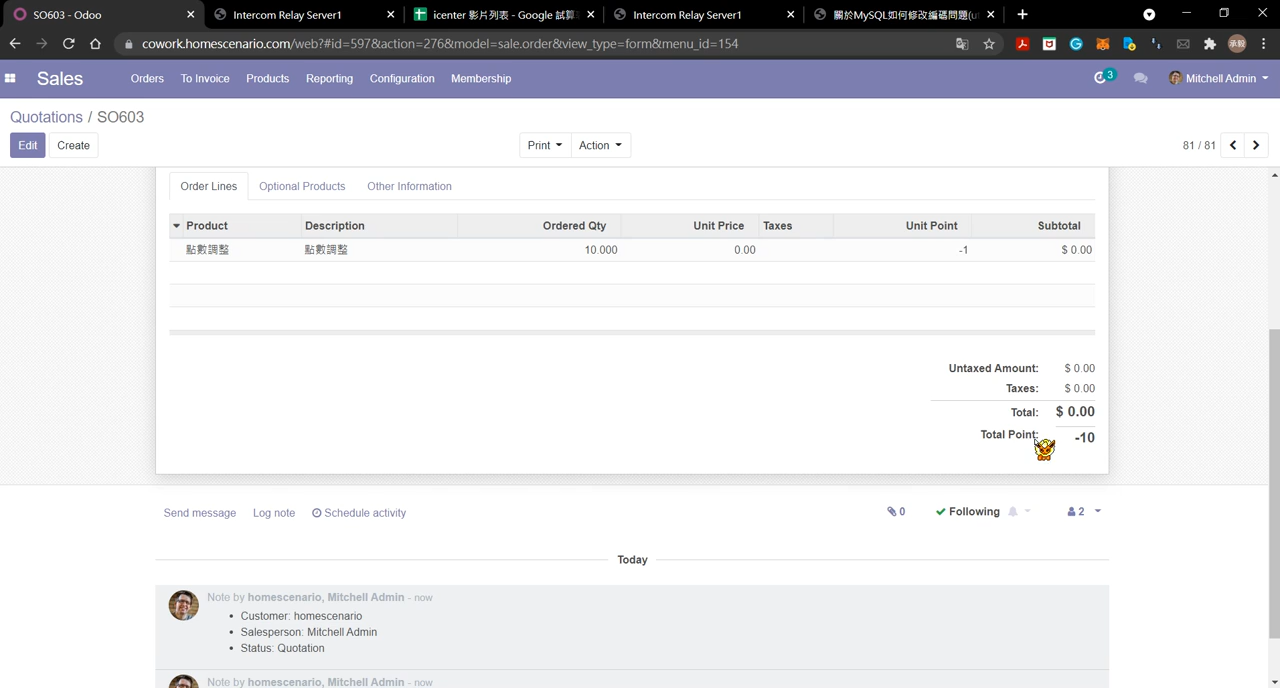 SO603 - Odoo
Intercom Relay Server1
icenter 影片列表 - Google 試算
Intercom Relay Server1
關於MySQL如何修改編碼問題(u
cowork.homescenario.com/web?#id=597&action=276&model=sale.order&view_type=form&menu_id=154
承毅
Sales
Orders
To Invoice
Products
Reporting
Configuration
Membership
3
Mitchell Admin
Quotations / SO603
Edit
Create
Print
Action
81 / 81
Order Lines
Optional Products
Other Information
Product Description Ordered Qty Unit Price Taxes Unit Point Subtotal
點數調整 點數調整 10.000 0.00 -1 $ 0.00
Untaxed Amount: $ 0.00
Taxes: $ 0.00
Total: $ 0.00
Total Point: -10
Send message
Log note
Schedule activity
0
Following
2
Today
Note by homescenario, Mitchell Admin - now
• Customer: homescenario
• Salesperson: Mitchell Admin
• Status: Quotation
Note by homescenario, Mitchell Admin - now